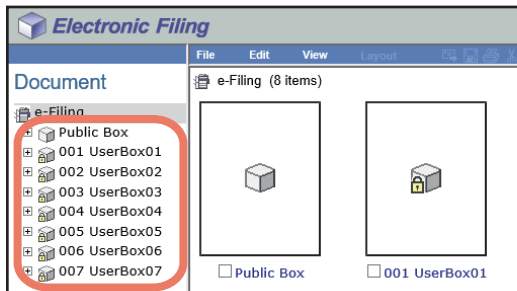 Electronic Filing
File Edit View Layout
Document
e-Filing (8 items)
e-Filing
Public Box
001 UserBox01
002 UserBox02
003 UserBox03
004 UserBox04
005 UserBox05
006 UserBox06
007 UserBox07
Public Box
001 UserBox01